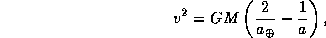 $v^2 = GM \left( \frac{2}{a_\oplus} - \frac{1}{a} \right),$